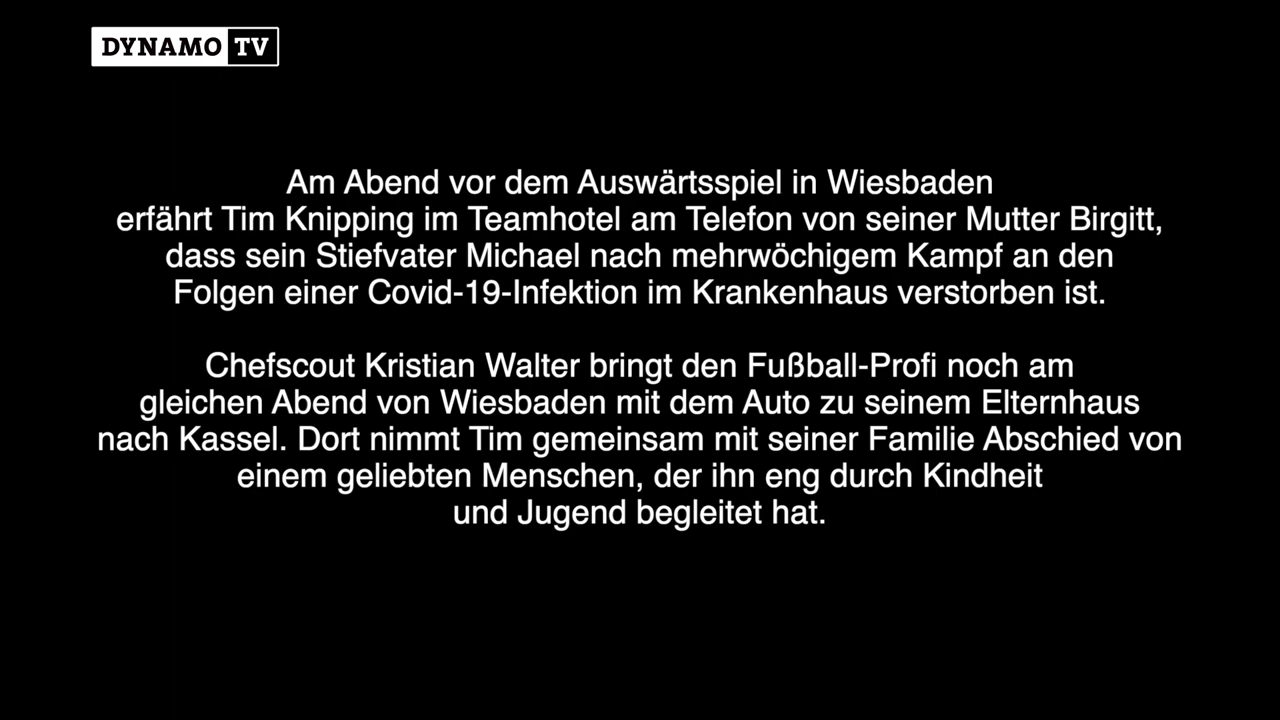 DYNAMO TV
Am Abend vor dem Auswärtsspiel in Wiesbaden
erfährt Tim Knipping im Teamhotel am Telefon von seiner Mutter Birgitt,
dass sein Stiefvater Michael nach mehrwöchigem Kampf an den
Folgen einer Covid-19-Infektion im Krankenhaus verstorben ist.
Chefscout Kristian Walter bringt den Fußball-Profi noch am
gleichen Abend von Wiesbaden mit dem Auto zu seinem Elternhaus
nach Kassel. Dort nimmt Tim gemeinsam mit seiner Familie Abschied von
einem geliebten Menschen, der ihn eng durch Kindheit
und Jugend begleitet hat.